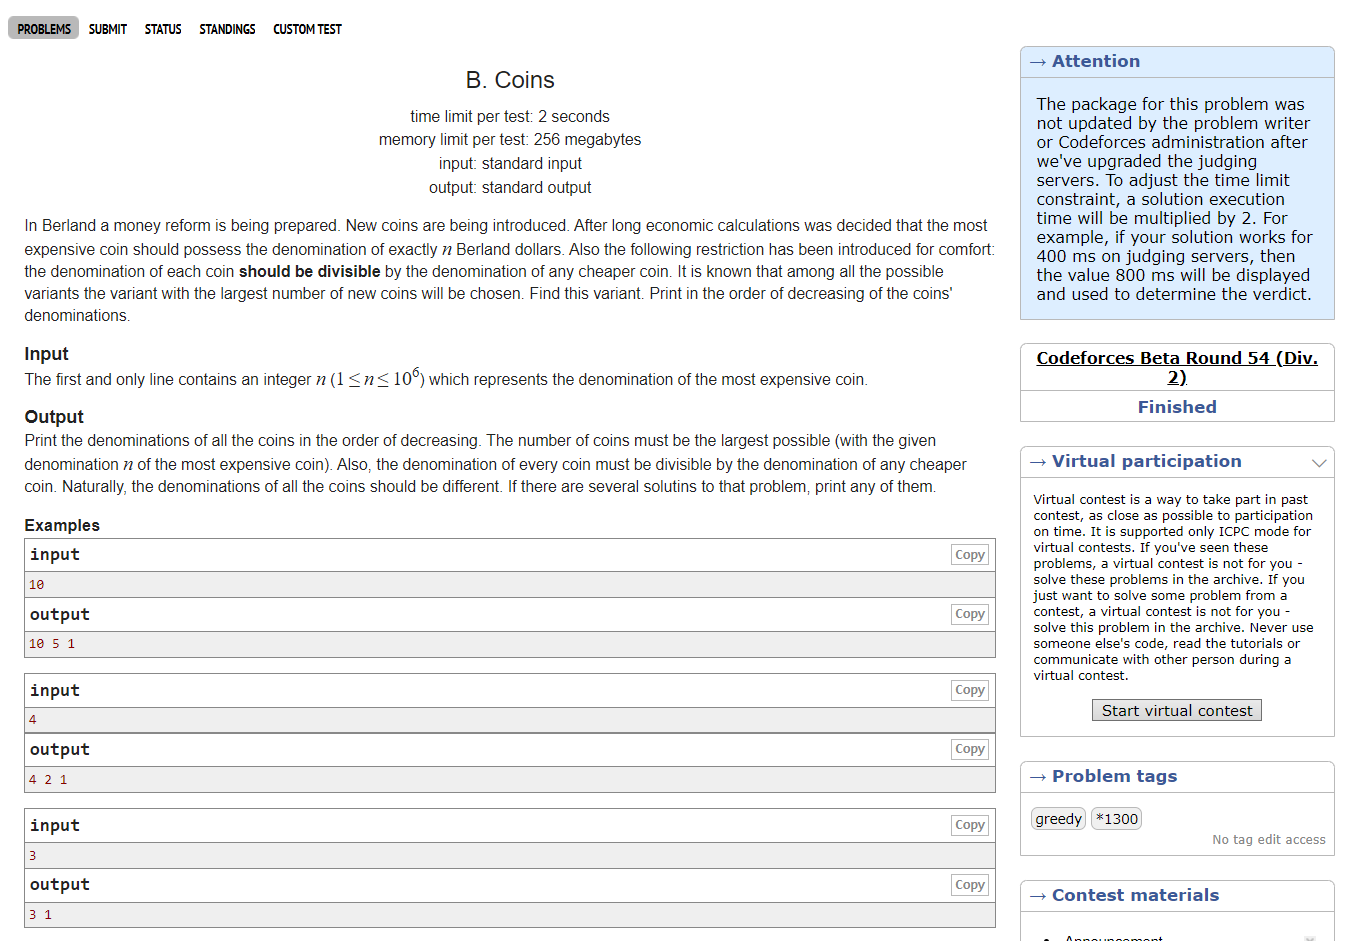 PROBLEMS SUBMIT STATUS STANDINGS CUSTOM TEST
B. Coins
time limit per test: 2 seconds
memory limit per test: 256 megabytes
input: standard input
output: standard output
In Berland a money reform is being prepared. New coins are being introduced. After long economic calculations was decided that the most
expensive coin should possess the denomination of exactly n Berland dollars. Also the following restriction has been introduced for comfort:
the denomination of each coin should be divisible by the denomination of any cheaper coin. It is known that among all the possible
variants the variant with the largest number of new coins will be chosen. Find this variant. Print in the order of decreasing of the coins'
denominations.
Input
The first and only line contains an integer n (1 ≤ n ≤ 10⁶) which represents the denomination of the most expensive coin.
Output
Print the denominations of all the coins in the order of decreasing. The number of coins must be the largest possible (with the given
denomination n of the most expensive coin). Also, the denomination of every coin must be divisible by the denomination of any cheaper
coin. Naturally, the denominations of all the coins should be different. If there are several solutins to that problem, print any of them.
Examples
input Copy
10
output Copy
10 5 1
input Copy
4
output Copy
4 2 1
input Copy
3
output Copy
3 1
→ Attention
The package for this problem was
not updated by the problem writer
or Codeforces administration after
we've upgraded the judging
servers. To adjust the time limit
constraint, a solution execution
time will be multiplied by 2. For
example, if your solution works for
400 ms on judging servers, then
the value 800 ms will be displayed
and used to determine the verdict.
Codeforces Beta Round 54 (Div.
2)
Finished
→ Virtual participation
Virtual contest is a way to take part in past
contest, as close as possible to participation
on time. It is supported only ICPC mode for
virtual contests. If you've seen these
problems, a virtual contest is not for you -
solve these problems in the archive. If you
just want to solve some problem from a
contest, a virtual contest is not for you -
solve this problem in the archive. Never use
someone else's code, read the tutorials or
communicate with other person during a
virtual contest.
Start virtual contest
→ Problem tags
greedy *1300
No tag edit access
→ Contest materials
Announcement